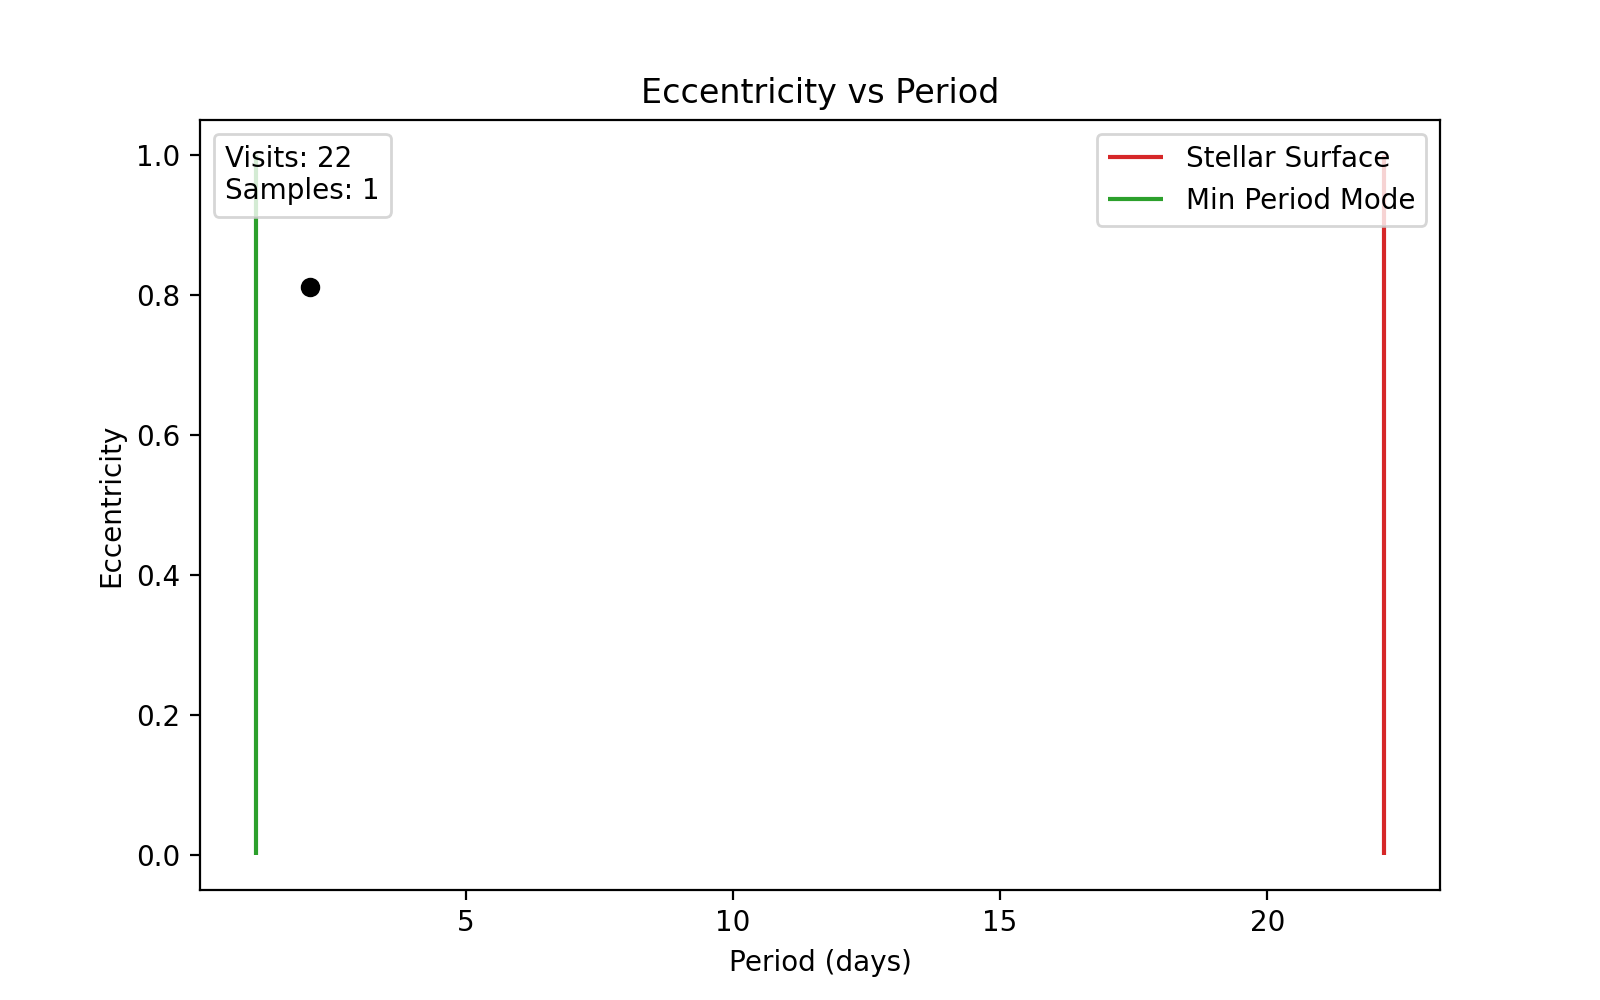 Eccentricity vs Period
Visits: 22
Samples: 1
Stellar Surface
Min Period Mode
Eccentricity
1.0
0.8
0.6
0.4
0.2
0.0
5 10 15 20
Period (days)